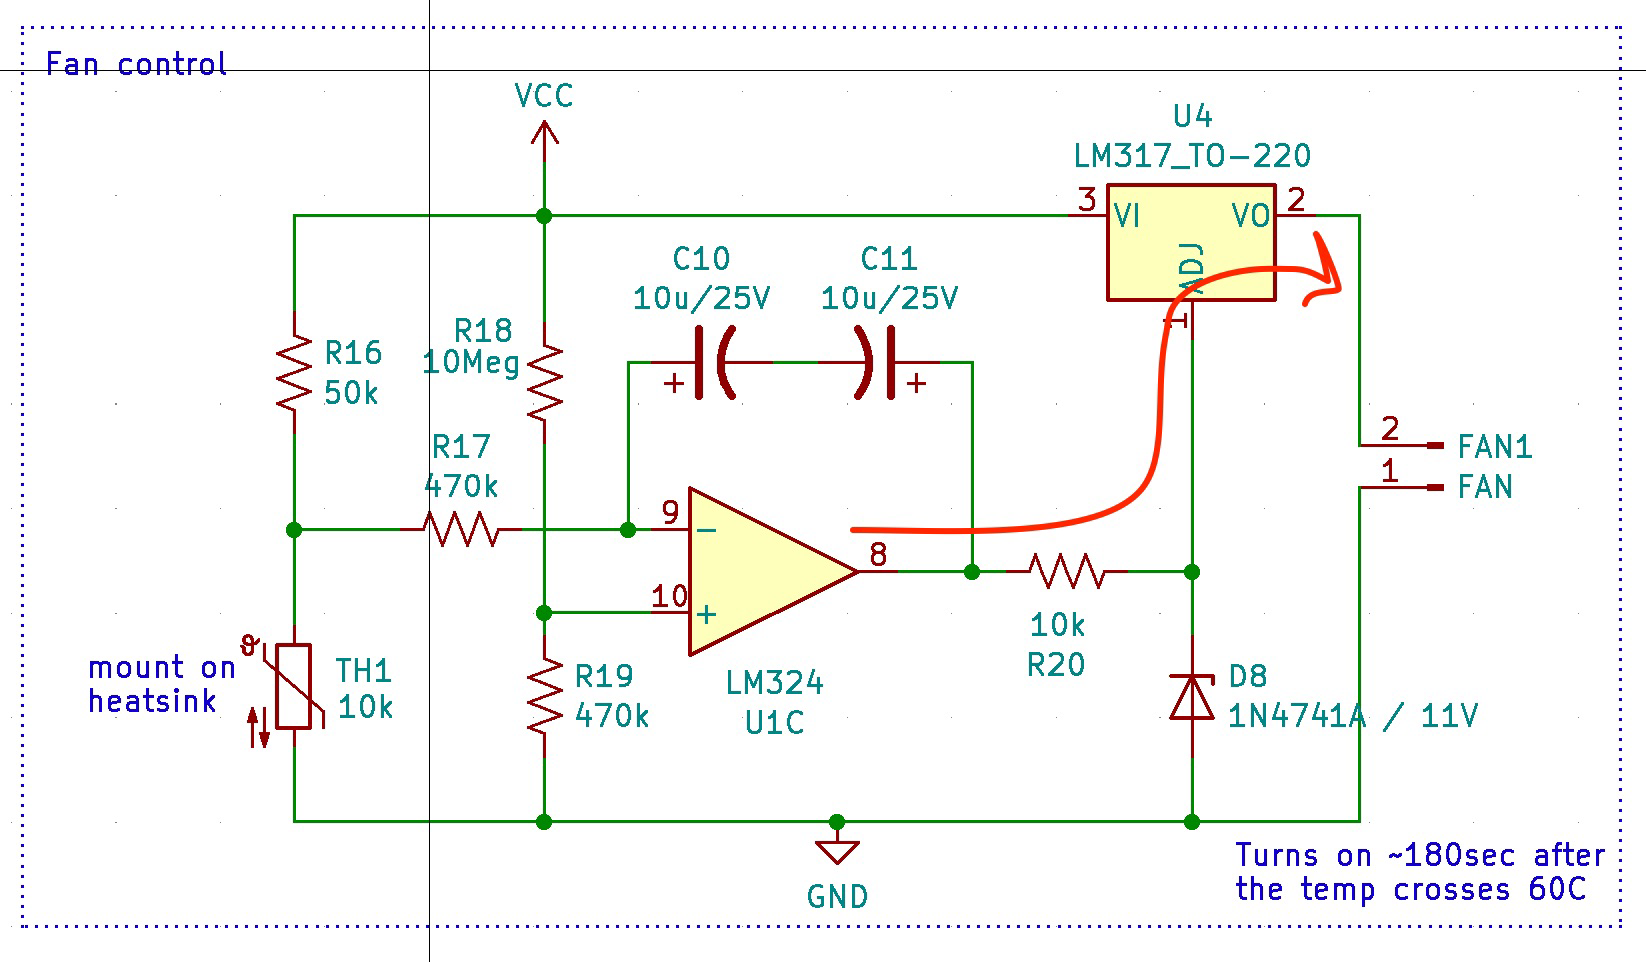 Fan control
VCC
U4
LM317_TO-220
3
VI
VO
2
ADJ
1
C10
10u/25V
C11
10u/25V
+
+
R16
50k
R18
10Meg
R17
470k
9
-
8
10
+
LM324
U1C
10k
R20
2
FAN1
1
FAN
mount on
heatsink
TH1
10k
R19
470k
D8
1N4741A / 11V
GND
Turns on ~180sec after
the temp crosses 60C